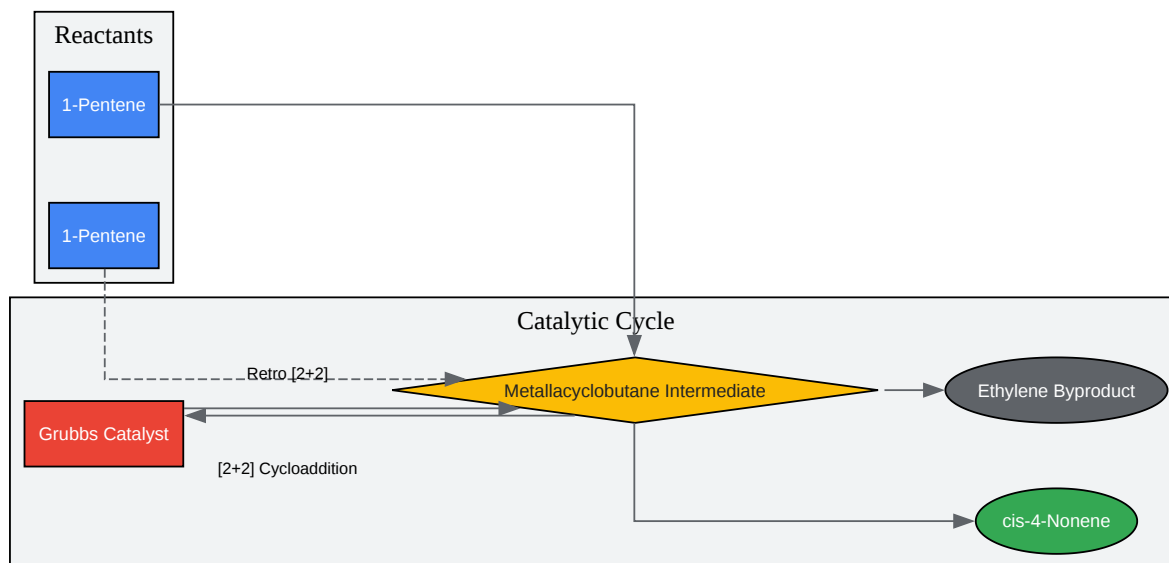 Reactants
1-Pentene
1-Pentene
Catalytic Cycle
Retro [2+2]
Metallacyclobutane Intermediate
Ethylene Byproduct
Grubbs Catalyst
[2+2] Cycloaddition
cis-4-Nonene